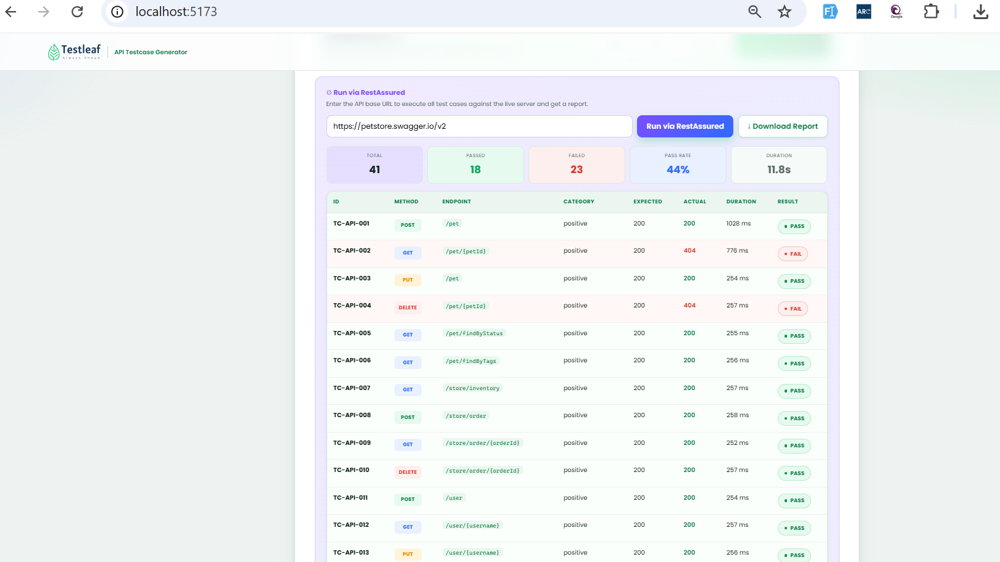 localhost:5173
FI
ARC
Qeagle
Testleaf
Always Ahead
API Testcase Generator
Run via RestAssured
Enter the API base URL to execute all test cases against the live server and get a report.
https://petstore.swagger.io/v2
Run via RestAssured
↓ Download Report
TOTAL PASSED FAILED PASS RATE DURATION
41 18 23 44% 11.8s
ID METHOD ENDPOINT CATEGORY EXPECTED ACTUAL DURATION RESULT
TC-API-001 POST /pet positive 200 200 1028 ms PASS
TC-API-002 GET /pet/{petId} positive 200 404 776 ms FAIL
TC-API-003 PUT /pet positive 200 200 254 ms PASS
TC-API-004 DELETE /pet/{petId} positive 200 404 257 ms FAIL
TC-API-005 GET /pet/findByStatus positive 200 200 255 ms PASS
TC-API-006 GET /pet/findByTags positive 200 200 256 ms PASS
TC-API-007 GET /store/inventory positive 200 200 257 ms PASS
TC-API-008 POST /store/order positive 200 200 258 ms PASS
TC-API-009 GET /store/order/{orderId} positive 200 200 252 ms PASS
TC-API-010 DELETE /store/order/{orderId} positive 200 200 257 ms PASS
TC-API-011 POST /user positive 200 200 254 ms PASS
TC-API-012 GET /user/{username} positive 200 200 257 ms PASS
TC-API-013 PUT /user/{username} positive 200 200 256 ms PASS